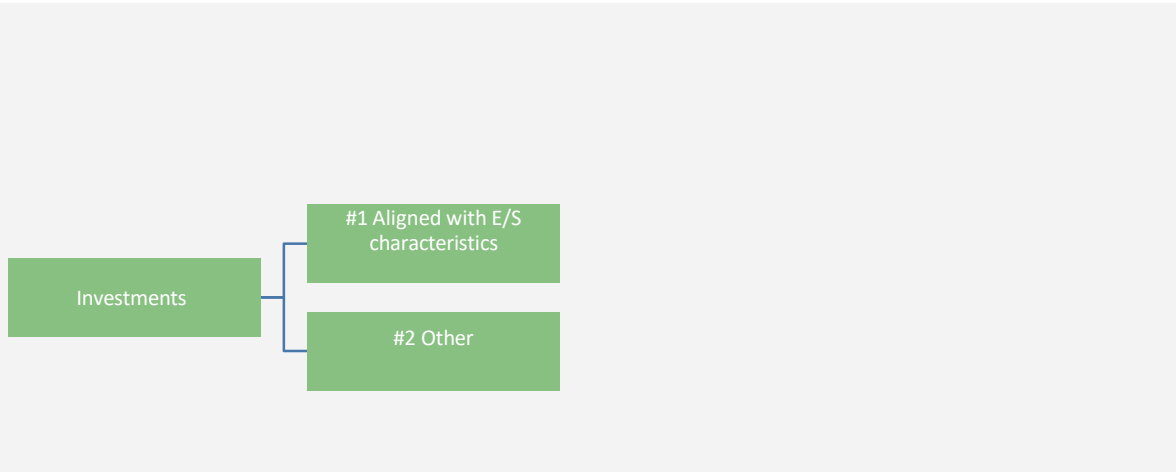 #1 Aligned with E/S
characteristics
Investments
#2 Other